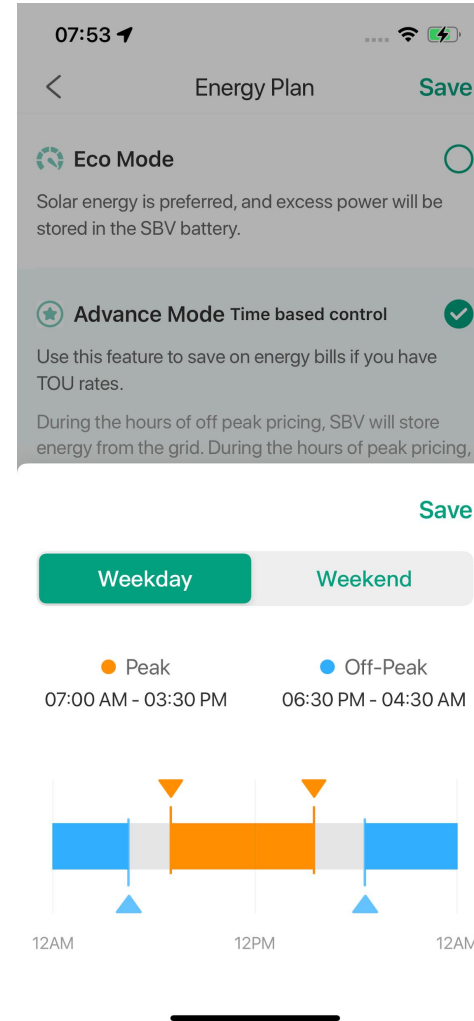 07:53
Energy Plan
Save
Eco Mode
Solar energy is preferred, and excess power will be
stored in the SBV battery.
Advance Mode Time based control
Use this feature to save on energy bills if you have
TOU rates.
During the hours of off peak pricing, SBV will store
energy from the grid. During the hours of peak pricing,
Save
Weekday
Weekend
Peak
Off-Peak
07:00 AM - 03:30 PM
06:30 PM - 04:30 AM
12AM
12PM
12AM